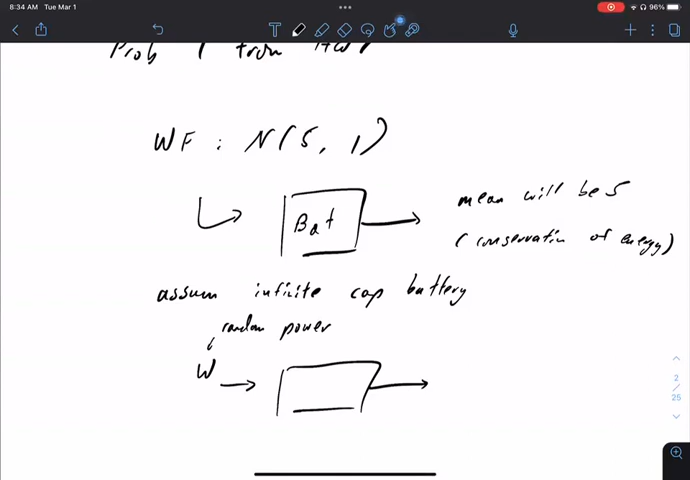 8:34 AM Tue Mar 1
96%
Prob 1 from HW
WF : N(5, 1)
Bat
mean will be 5
(conservatin of energy)
assum infinite cap battery
random power
W
2
/
25